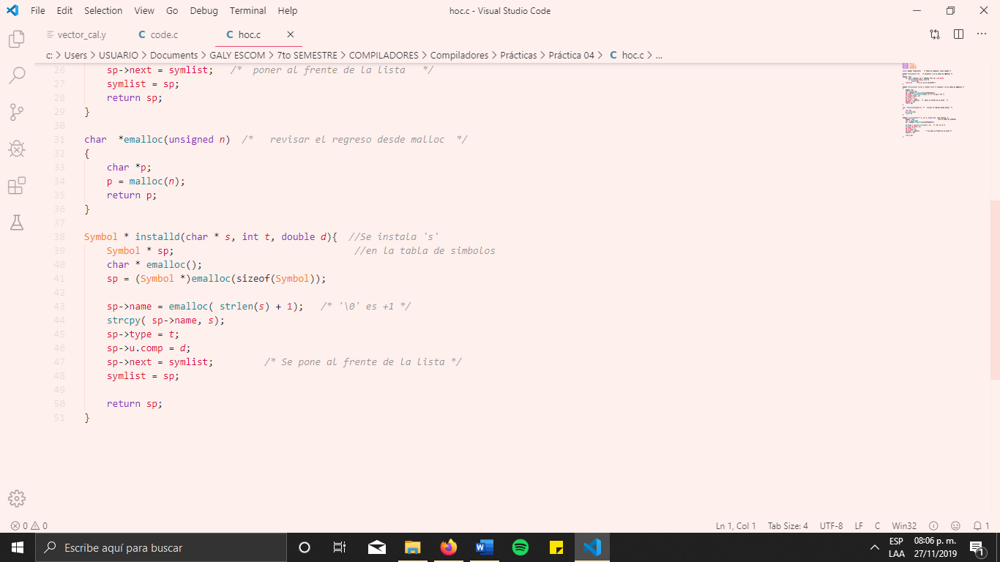 File Edit Selection View Go Debug Terminal Help hoc.c - Visual Studio Code
vector_cal.y C code.c C hoc.c
c: > Users > USUARIO > Documents > GALY ESCOM > 7to SEMESTRE > COMPILADORES > Compiladores > Prácticas > Práctica 04 > C hoc.c > ...
26 sp->next = symlist; /* poner al frente de la lista */
27 symlist = sp;
28 return sp;
29 }
30
31 char *emalloc(unsigned n) /* revisar el regreso desde malloc */
32 {
33 char *p;
34 p = malloc(n);
35 return p;
36 }
37
38 Symbol * installd(char * s, int t, double d){ //Se instala 's'
39 Symbol * sp; //en la tabla de simbolos
40 char * emalloc();
41 sp = (Symbol *)emalloc(sizeof(Symbol));
42
43 sp->name = emalloc( strlen(s) + 1); /* '\0' es +1 */
44 strcpy( sp->name, s);
45 sp->type = t;
46 sp->u.comp = d;
47 sp->next = symlist; /* Se pone al frente de la lista */
48 symlist = sp;
49
50 return sp;
51 }
0 0 Ln 1, Col 1 Tab Size: 4 UTF-8 LF C Win32 1
Escribe aquí para buscar
ESP 08:06 p. m.
LAA 27/11/2019 1